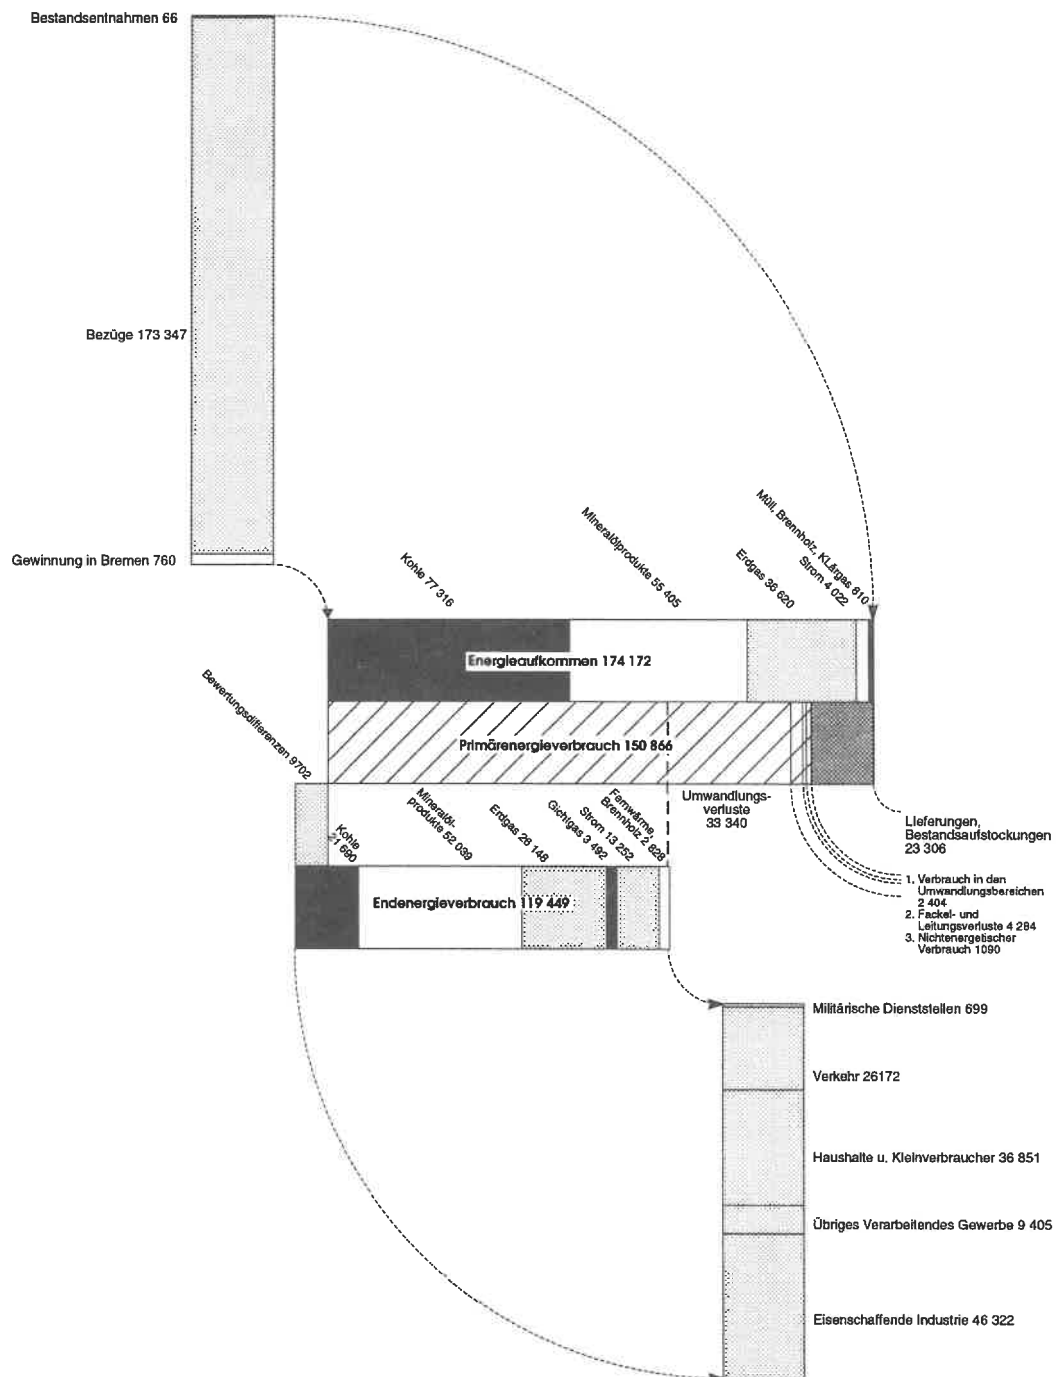 Bestandsentnahmen 66
Bezüge 173 347
Gewinnung in Bremen 760
Kohle 77 316
Mineralölprodukte 55 405
Erdgas 36 620
Strom 4 022
Müll, Brennholz, KLärgas 810
Energieaufkommen 174 172
Bewertungsdifferenzen 9702
Primärenergieverbrauch 150 866
Umwandlungs-
verluste
33 340
Lieferungen,
Bestandsaufstockungen
23 306
1. Verbrauch in den
Umwandlungsbereichen
2 404
2. Fackel- und
Leitungsverluste 4 284
3. Nichtenergetischer
Verbrauch 1090
Kohle
21 690
Mineralöl-
produkte 52 039
Erdgas 26 148
Gichtgas 3 492
Strom 13 252
Fernwärme,
Brennholz 2 828
Endenergieverbrauch 119 449
Militärische Dienststellen 699
Verkehr 26172
Haushalte u. Kleinverbraucher 36 851
Übriges Verarbeitendes Gewerbe 9 405
Eisenschaffende Industrie 46 322